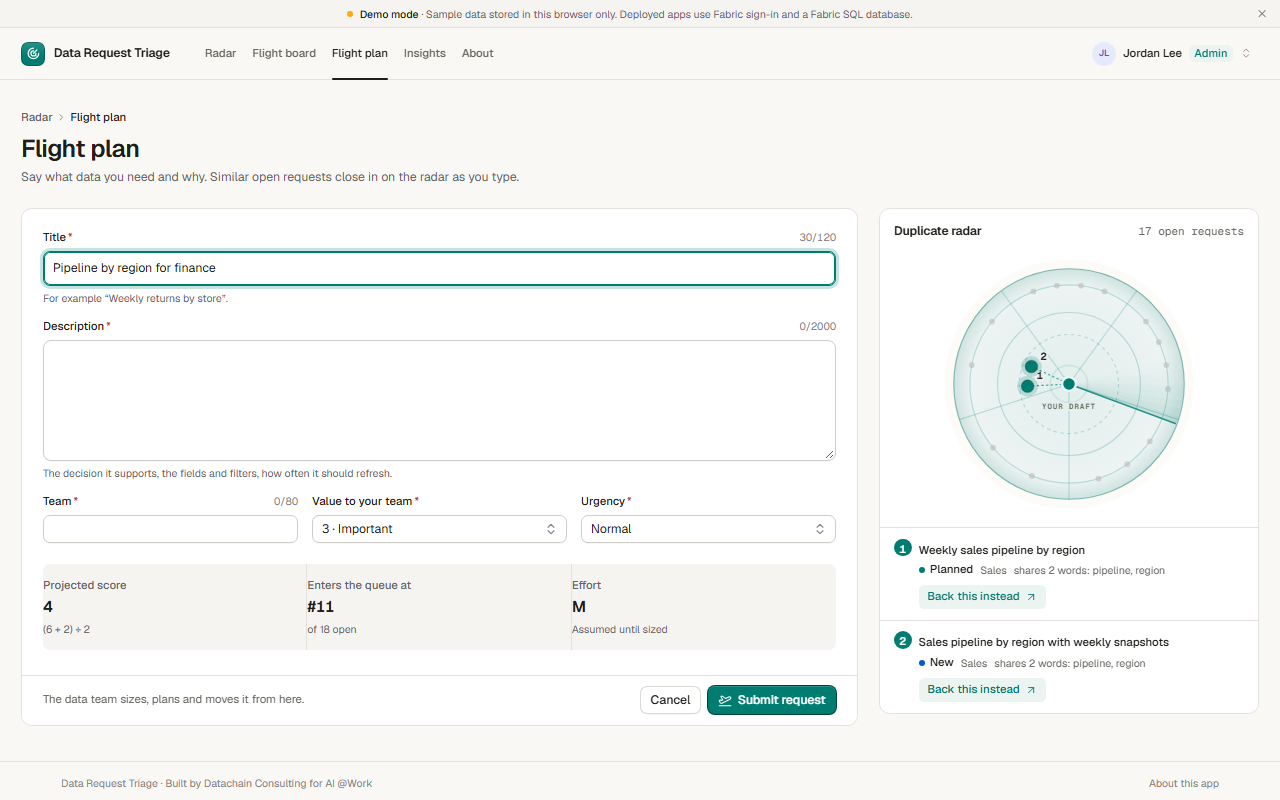 Demo mode · Sample data stored in this browser only. Deployed apps use Fabric sign-in and a Fabric SQL database.
Data Request Triage
Radar
Flight board
Flight plan
Insights
About
JL
Jordan Lee
Admin
Radar
Flight plan
Flight plan
Say what data you need and why. Similar open requests close in on the radar as you type.
Title *
30/120
Pipeline by region for finance
For example “Weekly returns by store”.
Description *
0/2000
The decision it supports, the fields and filters, how often it should refresh.
Team *
0/80
Value to your team *
3 · Important
Urgency *
Normal
Projected score
4
(6 + 2) ÷ 2
Enters the queue at
#11
of 18 open
Effort
M
Assumed until sized
The data team sizes, plans and moves it from here.
Cancel
Submit request
Duplicate radar
17 open requests
2
1
YOUR DRAFT
1
Weekly sales pipeline by region
Planned Sales shares 2 words: pipeline, region
Back this instead
2
Sales pipeline by region with weekly snapshots
New Sales shares 2 words: pipeline, region
Back this instead
Data Request Triage · Built by Datachain Consulting for AI @Work
About this app